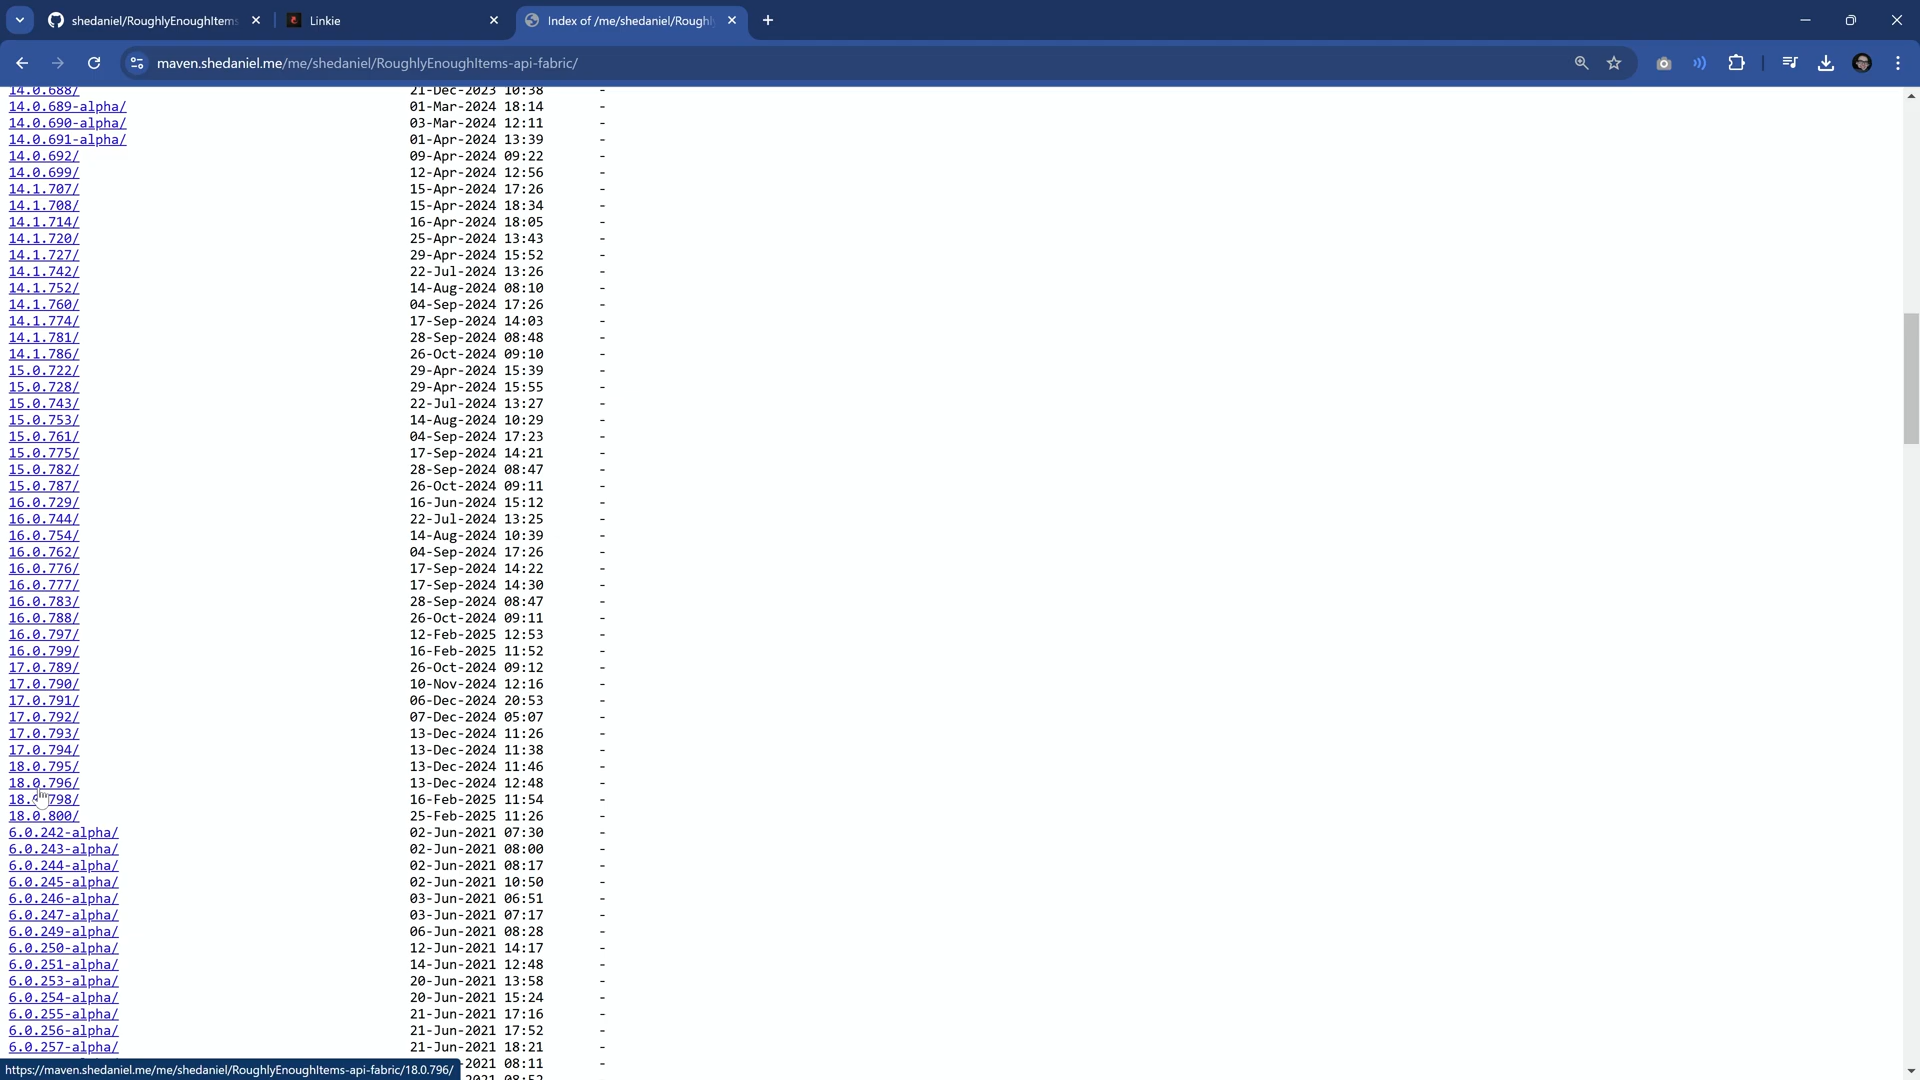 shedaniel/RoughlyEnoughItems
Linkie
Index of /me/shedaniel/Roughly
maven.shedaniel.me/me/shedaniel/RoughlyEnoughItems-api-fabric/
14.0.688/ 21-Dec-2023 10:38 -
14.0.689-alpha/ 01-Mar-2024 18:14 -
14.0.690-alpha/ 03-Mar-2024 12:11 -
14.0.691-alpha/ 01-Apr-2024 13:39 -
14.0.692/ 09-Apr-2024 09:22 -
14.0.699/ 12-Apr-2024 12:56 -
14.1.707/ 15-Apr-2024 17:26 -
14.1.708/ 15-Apr-2024 18:34 -
14.1.714/ 16-Apr-2024 18:05 -
14.1.720/ 25-Apr-2024 13:43 -
14.1.727/ 29-Apr-2024 15:52 -
14.1.742/ 22-Jul-2024 13:26 -
14.1.752/ 14-Aug-2024 08:10 -
14.1.760/ 04-Sep-2024 17:26 -
14.1.774/ 17-Sep-2024 14:03 -
14.1.781/ 28-Sep-2024 08:48 -
14.1.786/ 26-Oct-2024 09:10 -
15.0.722/ 29-Apr-2024 15:39 -
15.0.728/ 29-Apr-2024 15:55 -
15.0.743/ 22-Jul-2024 13:27 -
15.0.753/ 14-Aug-2024 10:29 -
15.0.761/ 04-Sep-2024 17:23 -
15.0.775/ 17-Sep-2024 14:21 -
15.0.782/ 28-Sep-2024 08:47 -
15.0.787/ 26-Oct-2024 09:11 -
16.0.729/ 16-Jun-2024 15:12 -
16.0.744/ 22-Jul-2024 13:25 -
16.0.754/ 14-Aug-2024 10:39 -
16.0.762/ 04-Sep-2024 17:26 -
16.0.776/ 17-Sep-2024 14:22 -
16.0.777/ 17-Sep-2024 14:30 -
16.0.783/ 28-Sep-2024 08:47 -
16.0.788/ 26-Oct-2024 09:11 -
16.0.797/ 12-Feb-2025 12:53 -
16.0.799/ 16-Feb-2025 11:52 -
17.0.789/ 26-Oct-2024 09:12 -
17.0.790/ 10-Nov-2024 12:16 -
17.0.791/ 06-Dec-2024 20:53 -
17.0.792/ 07-Dec-2024 05:07 -
17.0.793/ 13-Dec-2024 11:26 -
17.0.794/ 13-Dec-2024 11:38 -
18.0.795/ 13-Dec-2024 11:46 -
18.0.796/ 13-Dec-2024 12:48 -
18.0.798/ 16-Feb-2025 11:54 -
18.0.800/ 25-Feb-2025 11:26 -
6.0.242-alpha/ 02-Jun-2021 07:30 -
6.0.243-alpha/ 02-Jun-2021 08:00 -
6.0.244-alpha/ 02-Jun-2021 08:17 -
6.0.245-alpha/ 02-Jun-2021 10:50 -
6.0.246-alpha/ 03-Jun-2021 06:51 -
6.0.247-alpha/ 03-Jun-2021 07:17 -
6.0.249-alpha/ 06-Jun-2021 08:28 -
6.0.250-alpha/ 12-Jun-2021 14:17 -
6.0.251-alpha/ 14-Jun-2021 12:48 -
6.0.253-alpha/ 20-Jun-2021 13:58 -
6.0.254-alpha/ 20-Jun-2021 15:24 -
6.0.255-alpha/ 21-Jun-2021 17:16 -
6.0.256-alpha/ 21-Jun-2021 17:52 -
6.0.257-alpha/ 21-Jun-2021 18:21 -
-2021 08:11 -
https://maven.shedaniel.me/me/shedaniel/RoughlyEnoughItems-api-fabric/18.0.796/